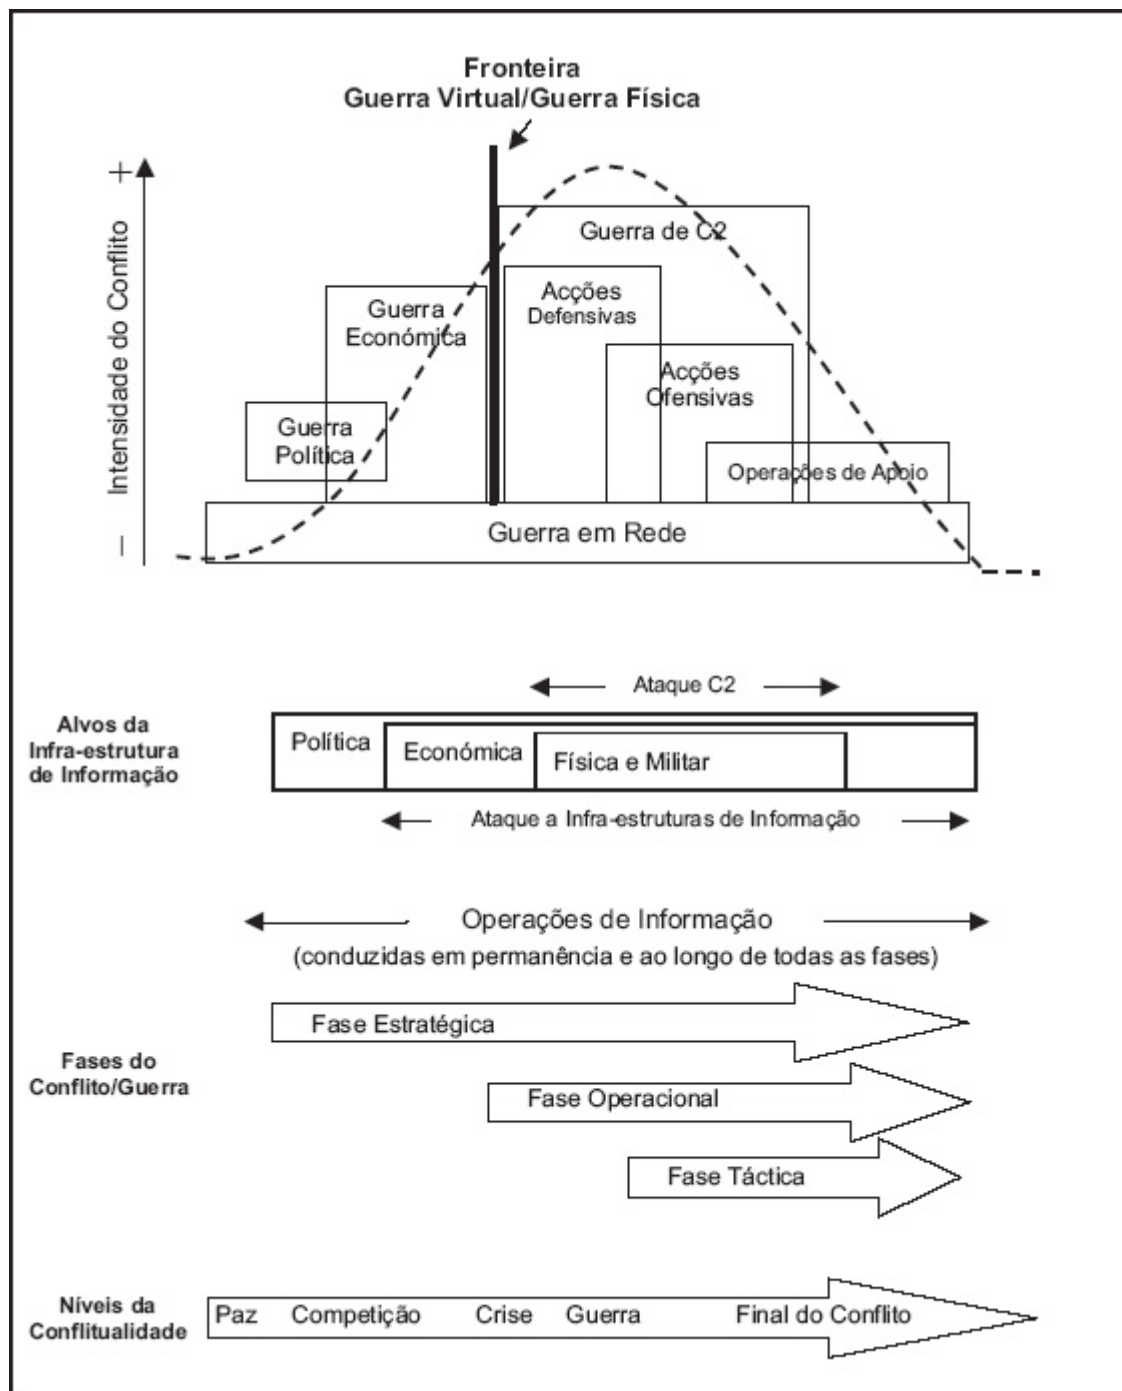 Fronteira
Guerra Virtual/Guerra Física
+
Intensidade do Conflito
–
Guerra de C2
Acções
Defensivas
Guerra
Económica
Acções
Ofensivas
Guerra
Política
Operações de Apoio
Guerra em Rede
Ataque C2
Alvos da
Infra-estrutura
de Informação
Política
Económica
Física e Militar
Ataque a Infra-estruturas de Informação
Operações de Informação
(conduzidas em permanência e ao longo de todas as fases)
Fase Estratégica
Fases do
Conflito/Guerra
Fase Operacional
Fase Táctica
Níveis da
Conflitualidade
Paz Competição Crise Guerra Final do Conflito